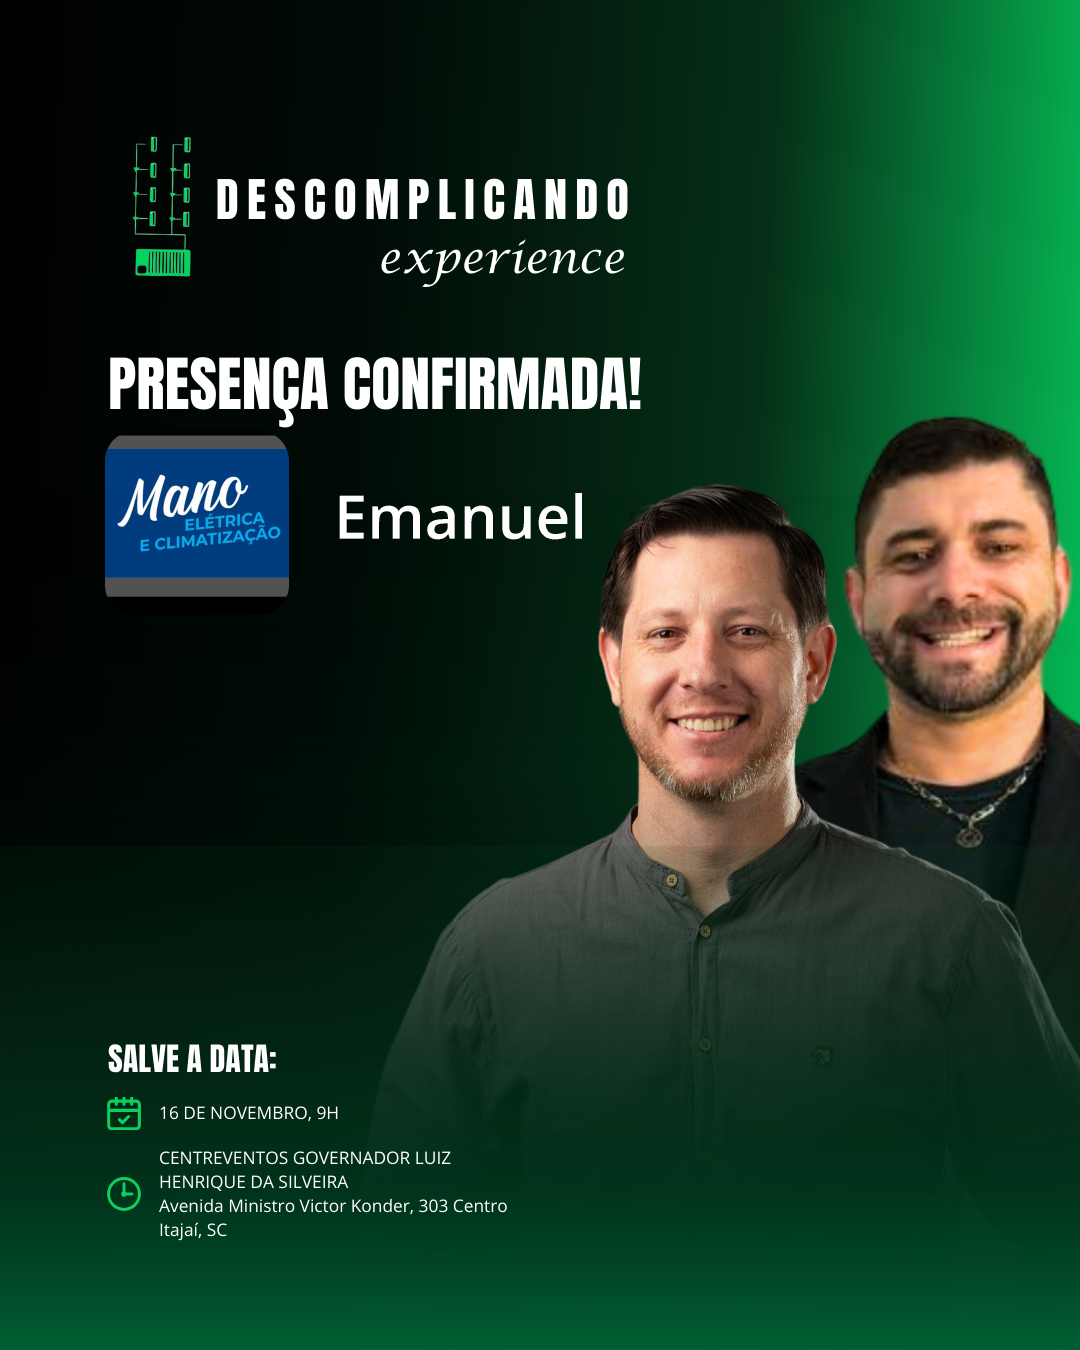 DESCOMPLICANDO
experience
PRESENÇA CONFIRMADA!
Mano
ELÉTRICA
E CLIMATIZAÇÃO
Emanuel
SALVE A DATA:
16 DE NOVEMBRO, 9H
CENTREVENTOS GOVERNADOR LUIZ
HENRIQUE DA SILVEIRA
Avenida Ministro Victor Konder, 303 Centro
Itajaí, SC